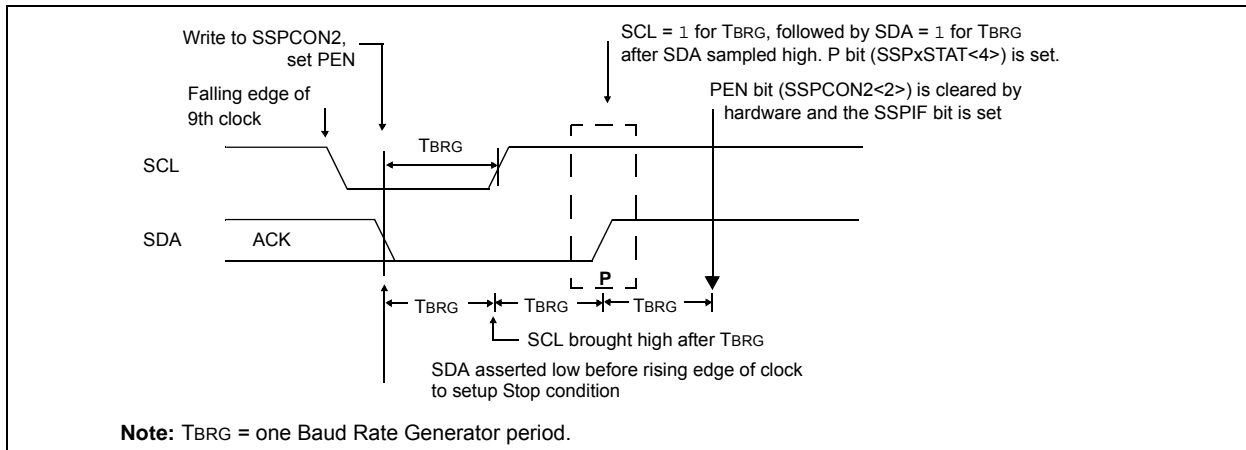 Write to SSPCON2,
set PEN
SCL = 1 for TBRG, followed by SDA = 1 for TBRG
after SDA sampled high. P bit (SSPxSTAT<4>) is set.
Falling edge of
9th clock
PEN bit (SSPCON2<2>) is cleared by
hardware and the SSPIF bit is set
TBRG
SCL
SDA
ACK
P
TBRG
TBRG
TBRG
SCL brought high after TBRG
SDA asserted low before rising edge of clock
to setup Stop condition
Note: TBRG = one Baud Rate Generator period.